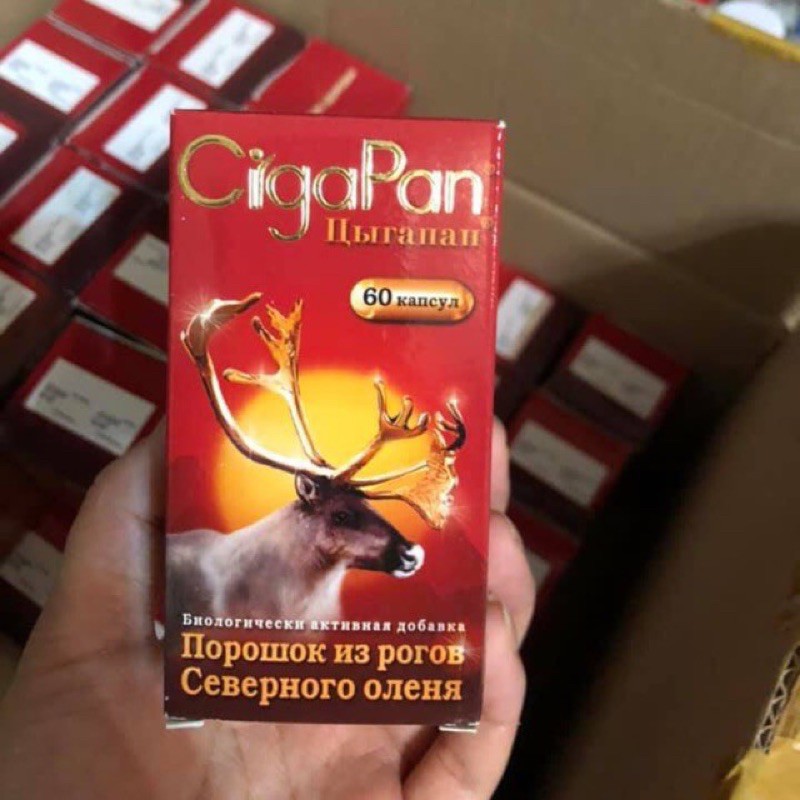 CigaPan®
Цыгапан®
60 капсул
Биологически активная добавка
Порошок из рогов
Северного оленя